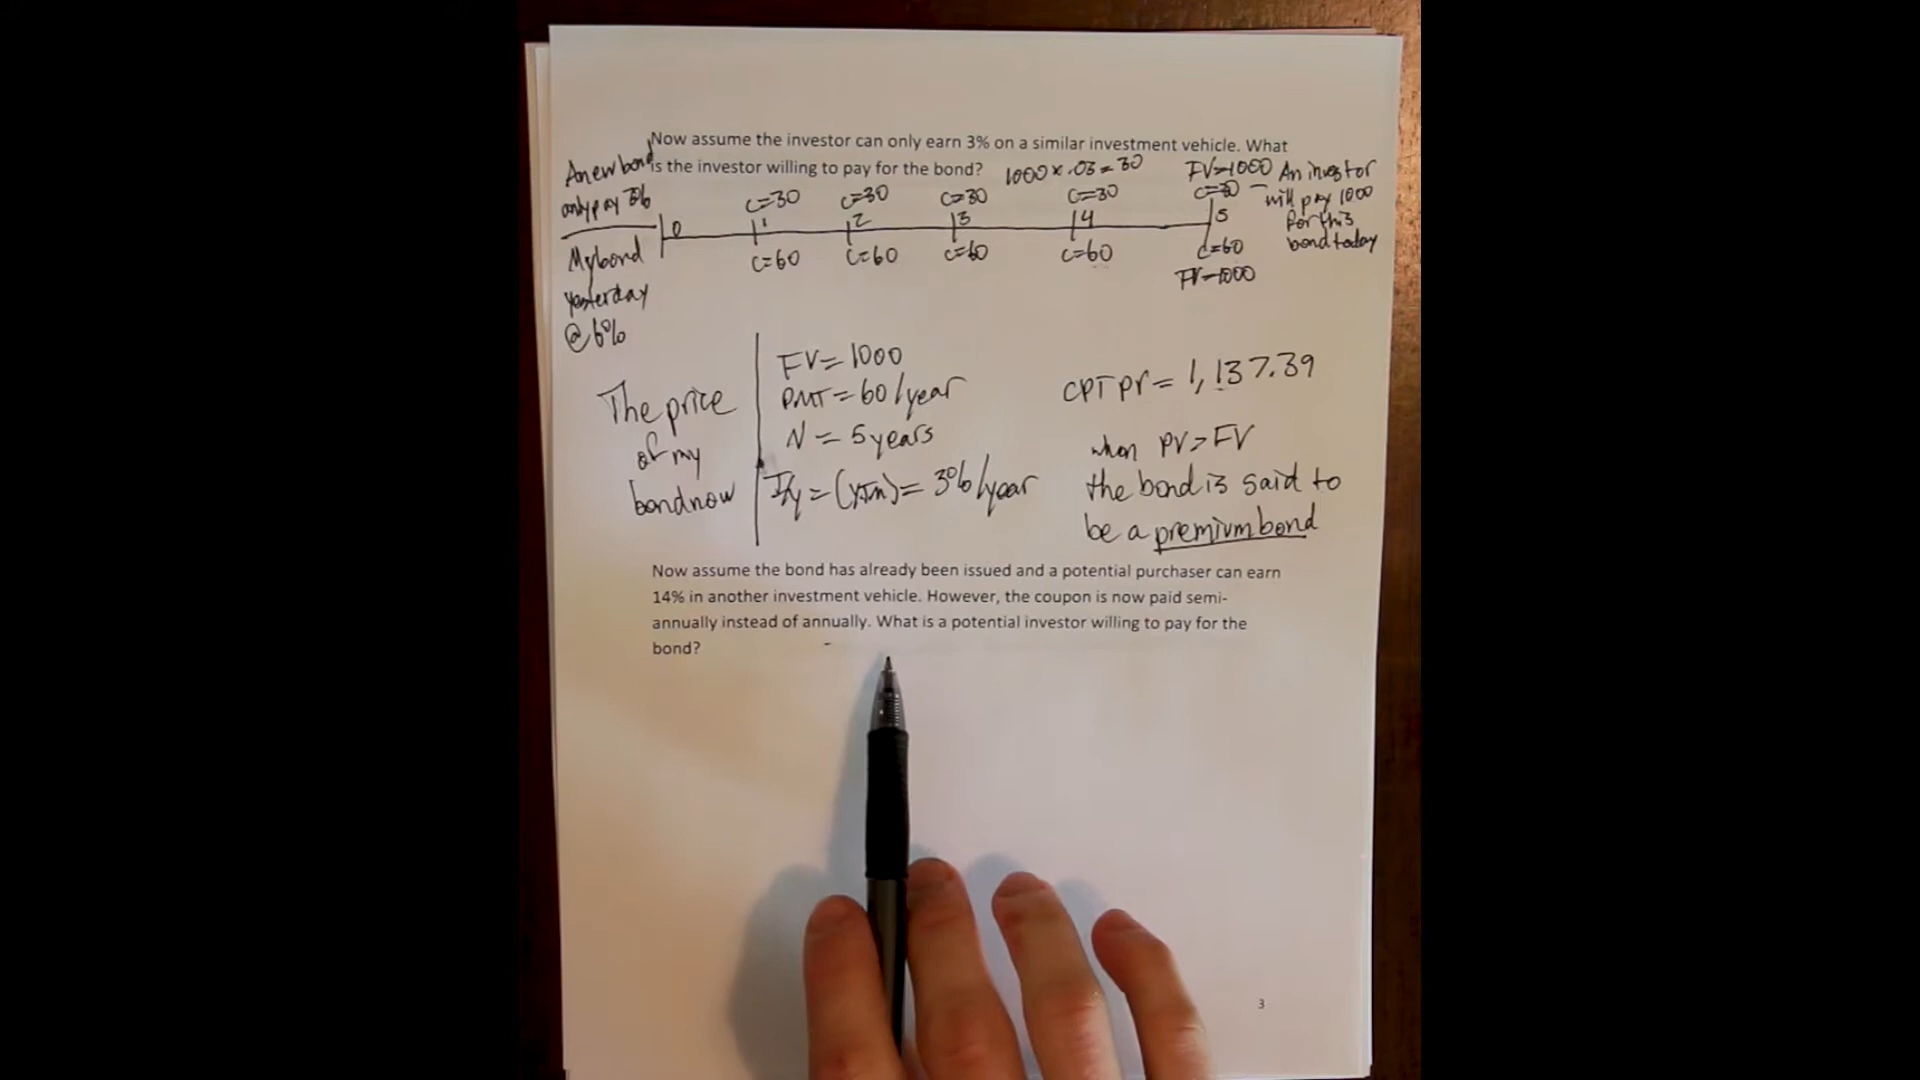 Now assume the investor can only earn 3% on a similar investment vehicle. What
is the investor willing to pay for the bond? 1000 x .03 = 30
A new bond
only pay 3%
FV=1000 An investor
will pay 1000
for this
bond today
C=30 C=30 C=30 C=30 C=30
0 1 2 3 4 5
C=60 C=60 C=60 C=60 C=60
FV=1000
My bond
yesterday
@ 6%
The price
of my
bond now
FV = 1000
PMT = 60/year
N = 5 years
I/y = (YTM) = 3%/year
CPT PV = 1,137.39
when PV > FV
the bond is said to
be a premium bond
Now assume the bond has already been issued and a potential purchaser can earn
14% in another investment vehicle. However, the coupon is now paid semi-
annually instead of annually. What is a potential investor willing to pay for the
bond?
3